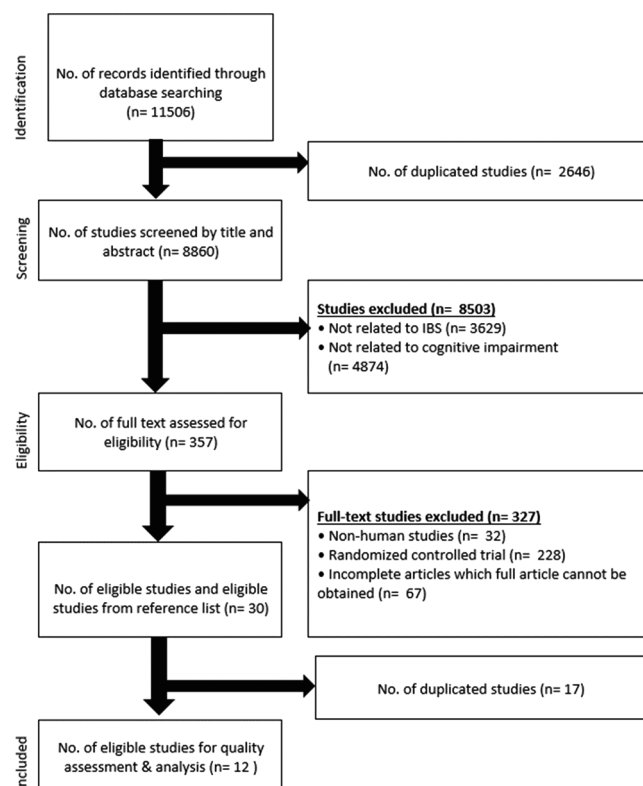 Identification
No. of records identified through
database searching
(n= 11506)
No. of duplicated studies (n= 2646)
Screening
No. of studies screened by title and
abstract (n= 8860)
Studies excluded (n= 8503)
• Not related to IBS (n= 3629)
• Not related to cognitive impairment
(n= 4874)
Eligibility
No. of full text assessed for
eligibility (n= 357)
Full-text studies excluded (n= 327)
• Non-human studies (n= 32)
• Randomized controlled trial (n= 228)
• Incomplete articles which full article cannot be
obtained (n= 67)
No. of eligible studies and eligible
studies from reference list (n= 30)
No. of duplicated studies (n= 17)
ncluded
No. of eligible studies for quality
assessment & analysis (n= 12 )